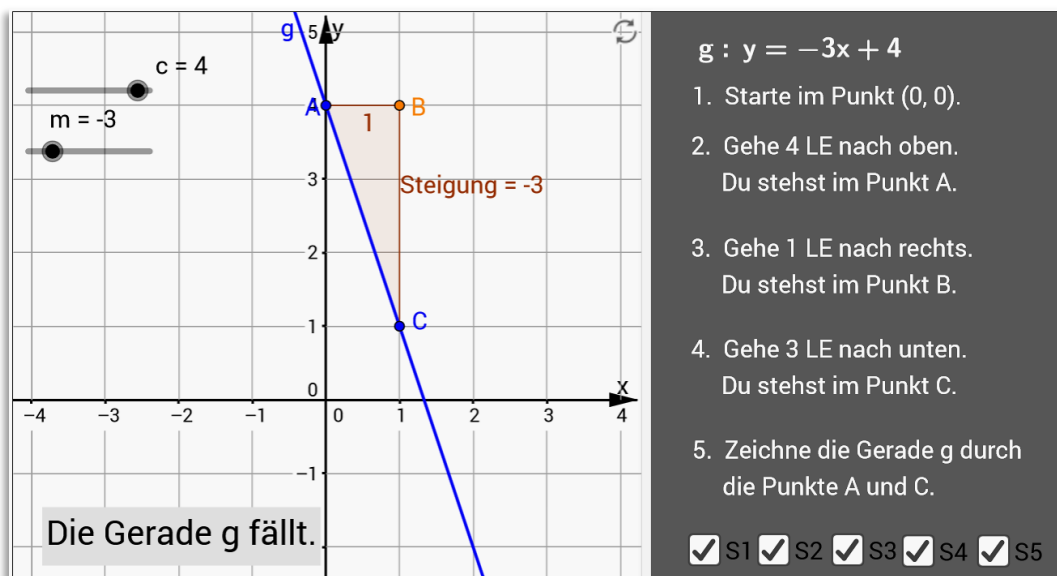 g
5
y
c = 4
A
4
B
m = -3
1
3
Steigung = -3
2
1
C
0
x
−4
−3
−2
−1
0
1
2
3
4
−1
Die Gerade g fällt.
g : y = −3x + 4
1. Starte im Punkt (0, 0).
2. Gehe 4 LE nach oben.
Du stehst im Punkt A.
3. Gehe 1 LE nach rechts.
Du stehst im Punkt B.
4. Gehe 3 LE nach unten.
Du stehst im Punkt C.
5. Zeichne die Gerade g durch
die Punkte A und C.
S1 S2 S3 S4 S5